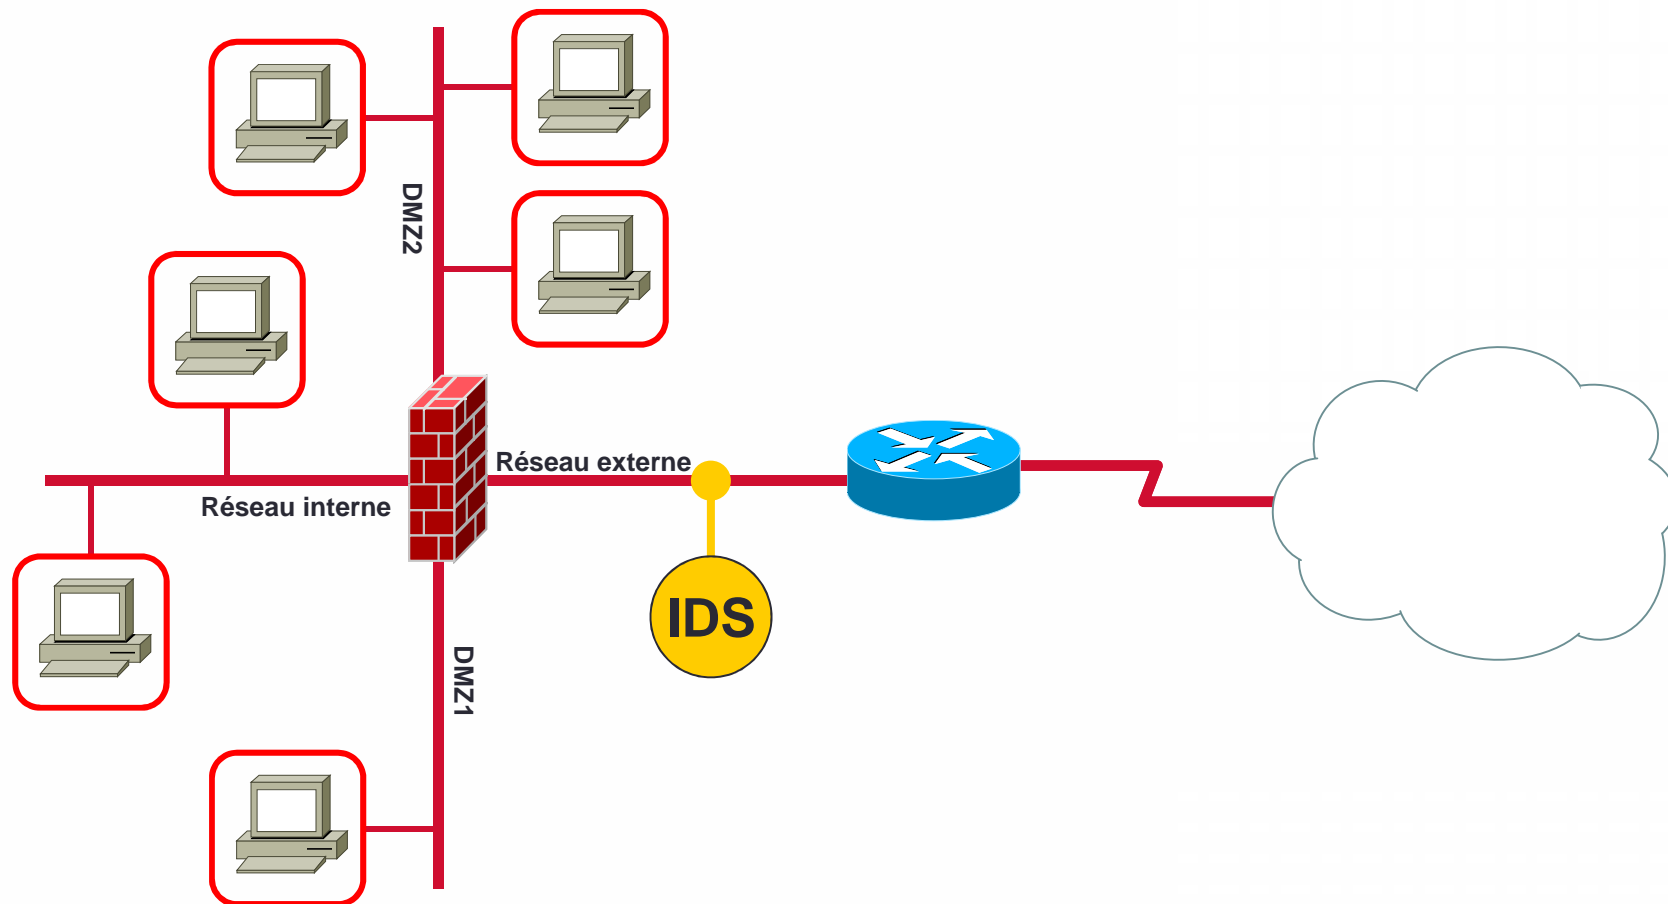 DMZ2
Réseau externe
Réseau interne
IDS
DMZ1